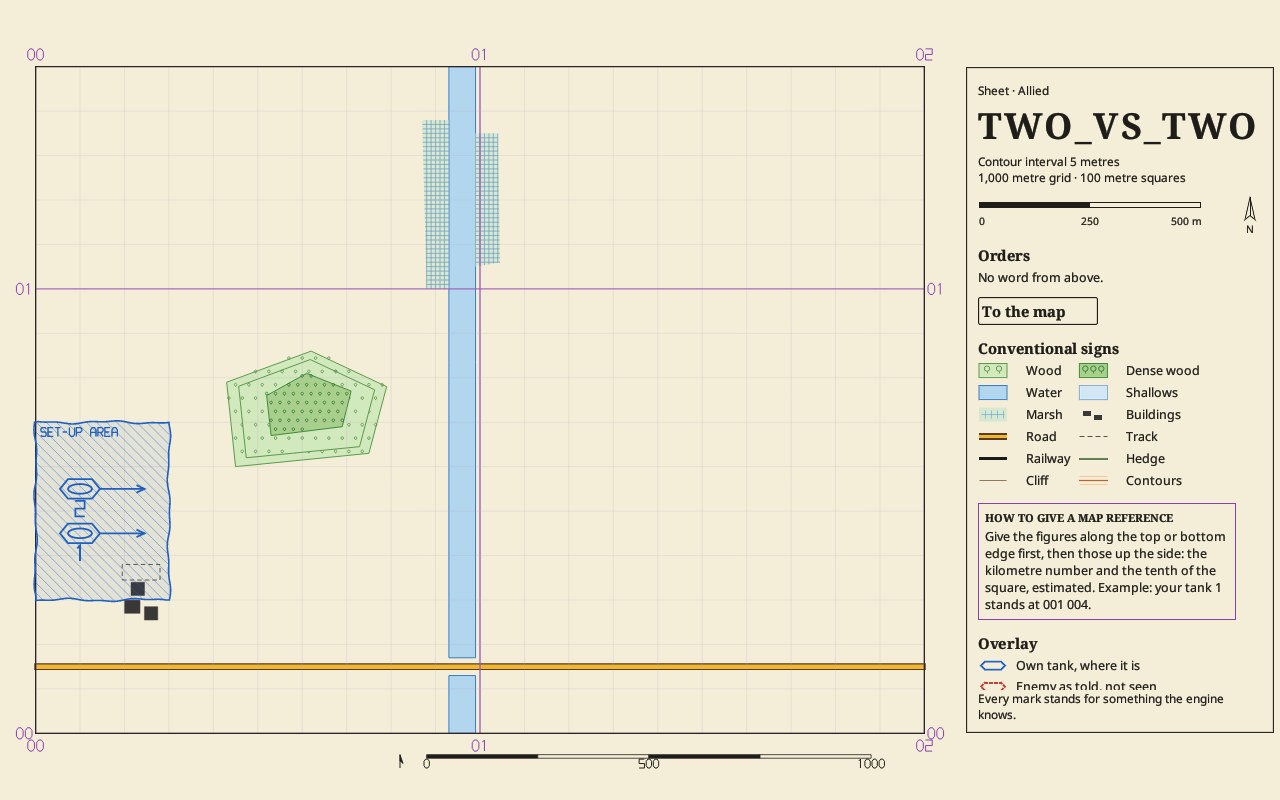 00
01
02
01
01
SET-UP AREA
2
1
00
00
00
01
02
0
500
1000
Sheet · Allied
TWO_VS_TWO
Contour interval 5 metres
1,000 metre grid · 100 metre squares
0
250
500 m
N
Orders
No word from above.
To the map
Conventional signs
Wood
Dense wood
Water
Shallows
Marsh
Buildings
Road
Track
Railway
Hedge
Cliff
Contours
HOW TO GIVE A MAP REFERENCE
Give the figures along the top or bottom
edge first, then those up the side: the
kilometre number and the tenth of the
square, estimated. Example: your tank 1
stands at 001 004.
Overlay
Own tank, where it is
Enemy as told, not seen
Every mark stands for something the engine
knows.